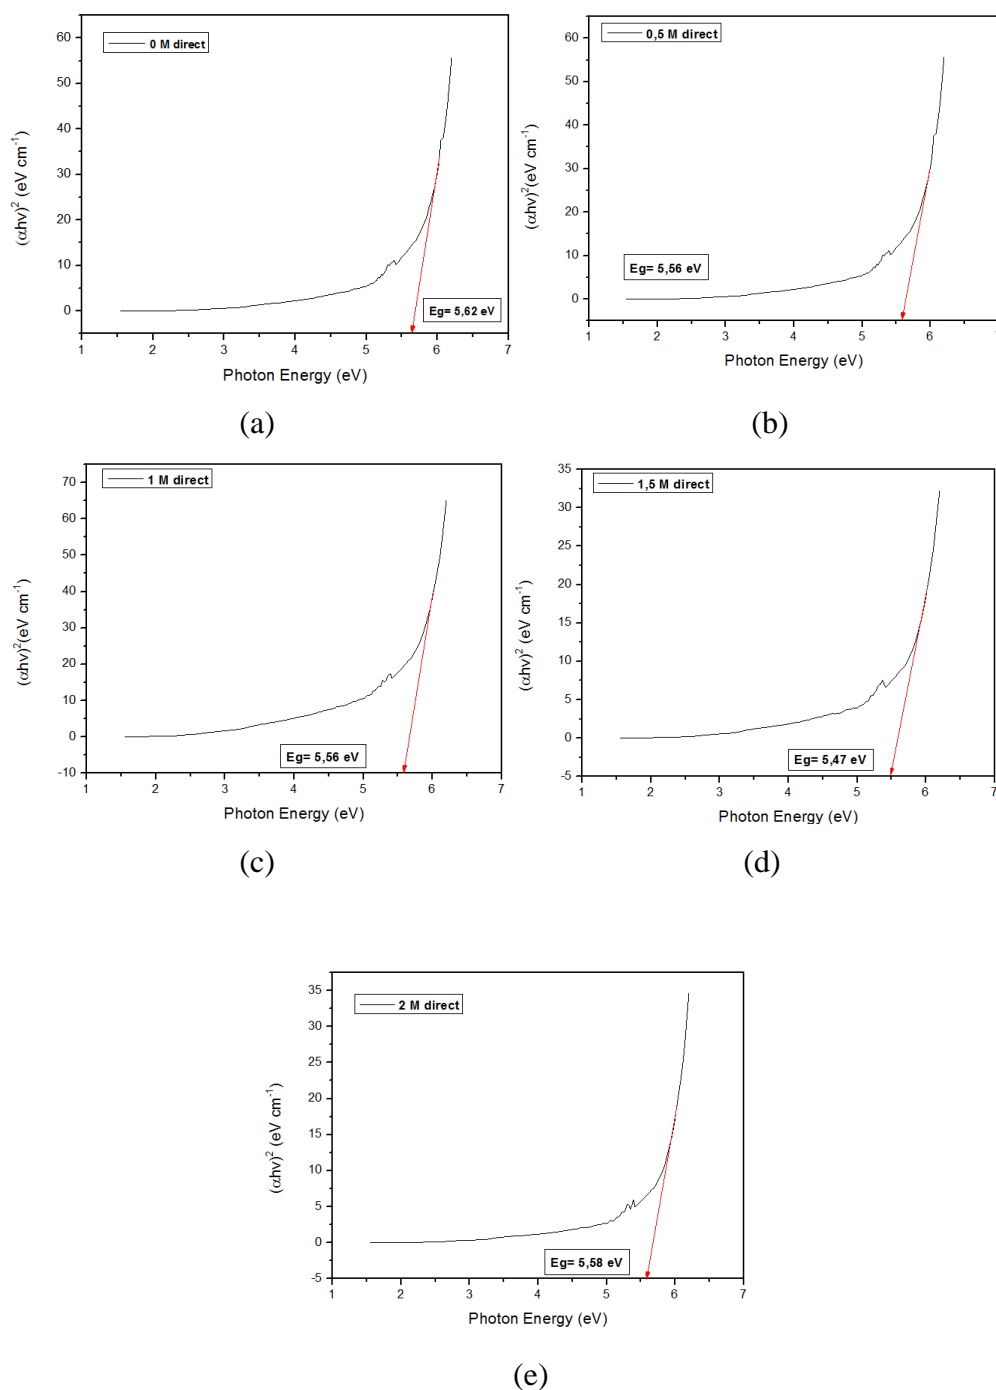 0 M direct
60
50
40
30
20
10
0
(αhv)² (eV cm⁻¹)
Eg= 5,62 eV
1 2 3 4 5 6 7
Photon Energy (eV)
(a)
0,5 M direct
60
50
40
30
20
10
0
(αhv)²(eV cm⁻¹)
Eg= 5,56 eV
1 2 3 4 5 6 7
Photon Energy (eV)
(b)
1 M direct
70
60
50
40
30
20
10
0
-10
(αhv)²(eV cm⁻¹)
Eg= 5,56 eV
1 2 3 4 5 6 7
Photon Energy (eV)
(c)
1,5 M direct
35
30
25
20
15
10
5
0
-5
(αhv)² (eV cm⁻¹)
Eg= 5,47 eV
1 2 3 4 5 6 7
Photon Energy (eV)
(d)
2 M direct
35
30
25
20
15
10
5
0
-5
(αhv)² (eV cm⁻¹)
Eg= 5,58 eV
1 2 3 4 5 6 7
Photon Energy (eV)
(e)